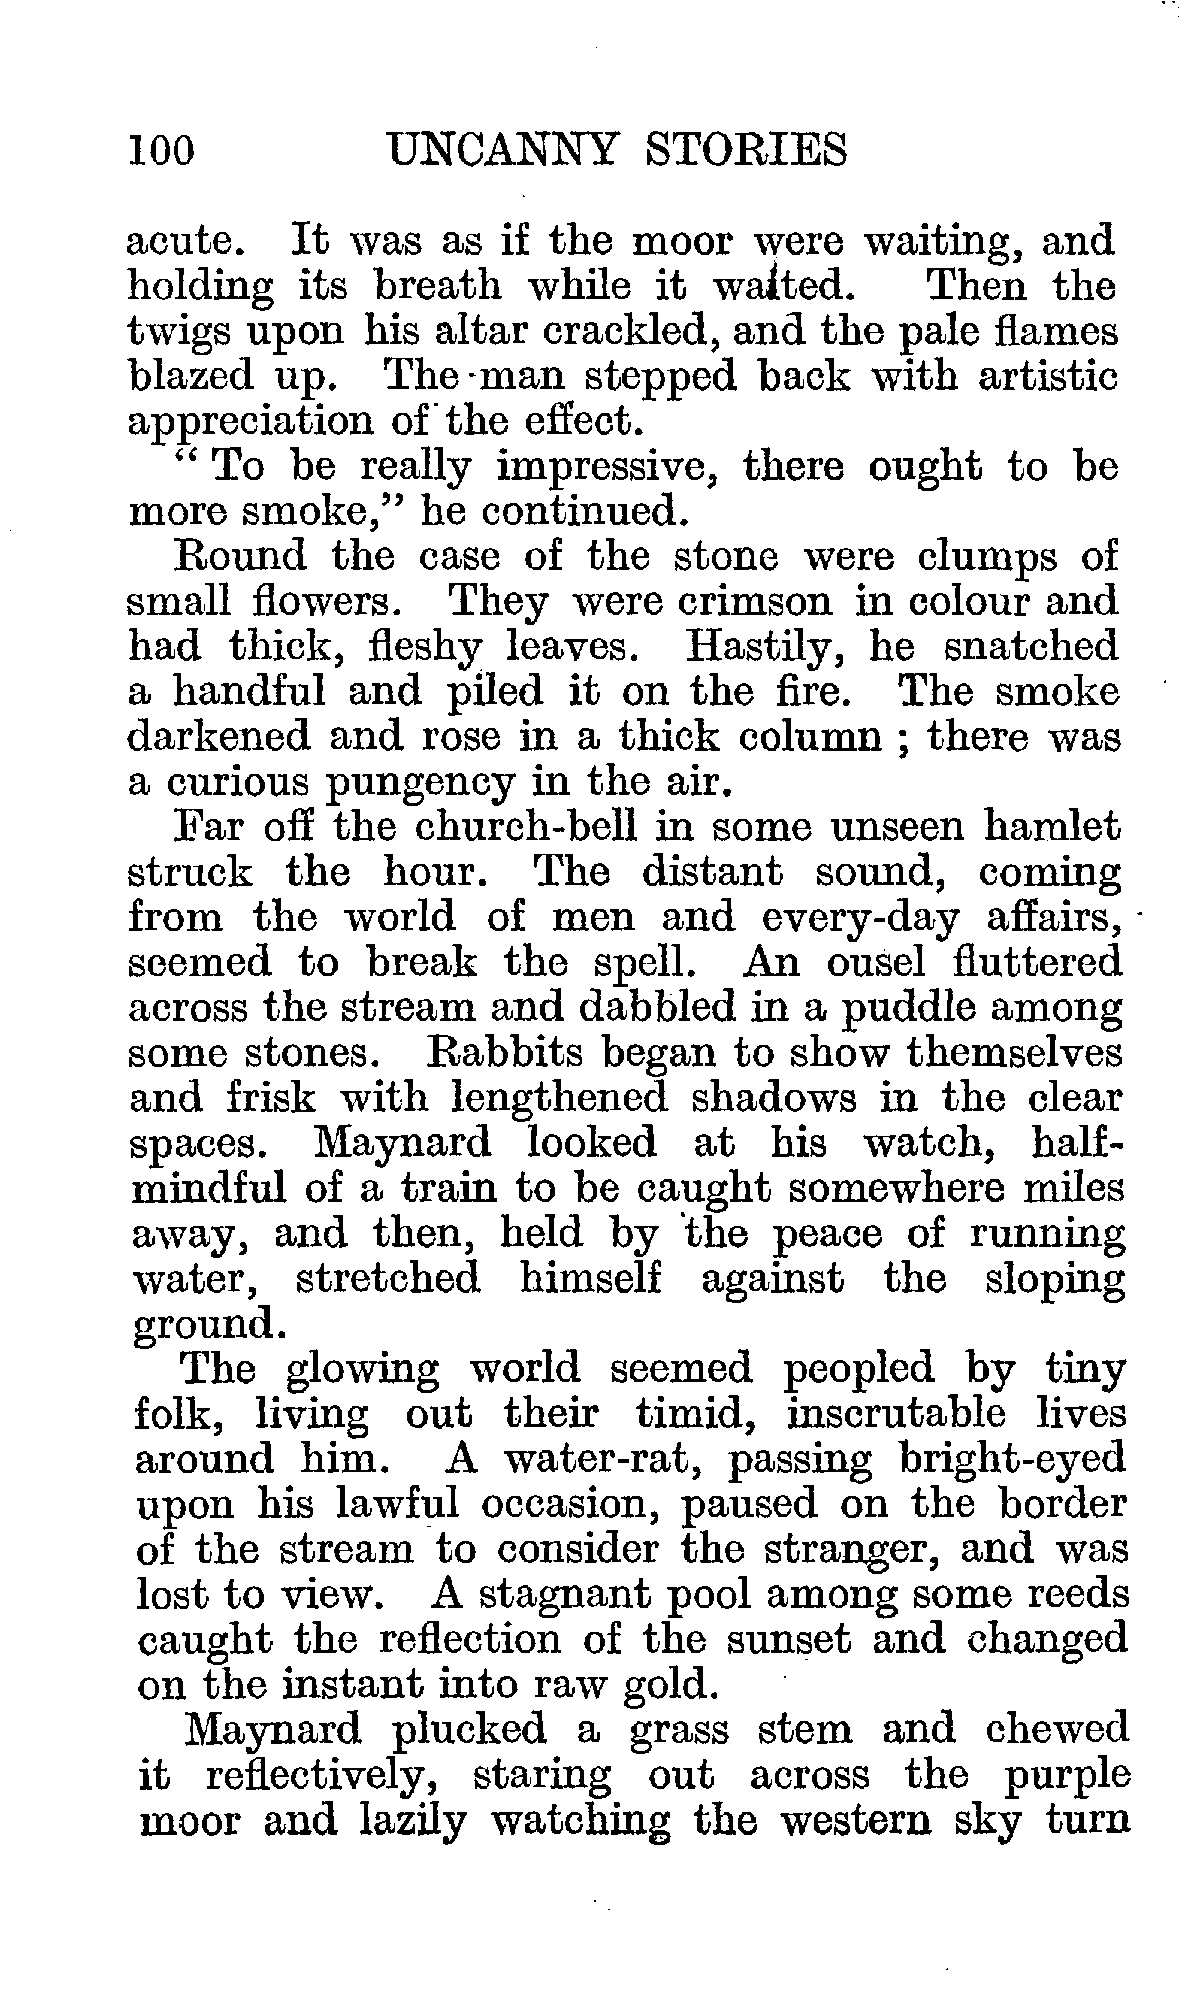 100 UNCANNY STORIES
acute. It was as if the moor were waiting, and
holding its breath while it waited. Then the
twigs upon his altar crackled, and the pale flames
blazed up. The man stepped back with artistic
appreciation of the effect.
“ To be really impressive, there ought to be
more smoke,” he continued.
Round the case of the stone were clumps of
small flowers. They were crimson in colour and
had thick, fleshy leaves. Hastily, he snatched
a handful and piled it on the fire. The smoke
darkened and rose in a thick column ; there was
a curious pungency in the air.
Far off the church-bell in some unseen hamlet
struck the hour. The distant sound, coming
from the world of men and every-day affairs,
seemed to break the spell. An ousel fluttered
across the stream and dabbled in a puddle among
some stones. Rabbits began to show themselves
and frisk with lengthened shadows in the clear
spaces. Maynard looked at his watch, half-
mindful of a train to be caught somewhere miles
away, and then, held by the peace of running
water, stretched himself against the sloping
ground.
The glowing world seemed peopled by tiny
folk, living out their timid, inscrutable lives
around him. A water-rat, passing bright-eyed
upon his lawful occasion, paused on the border
of the stream to consider the stranger, and was
lost to view. A stagnant pool among some reeds
caught the reflection of the sunset and changed
on the instant into raw gold.
Maynard plucked a grass stem and chewed
it reflectively, staring out across the purple
moor and lazily watching the western sky turn